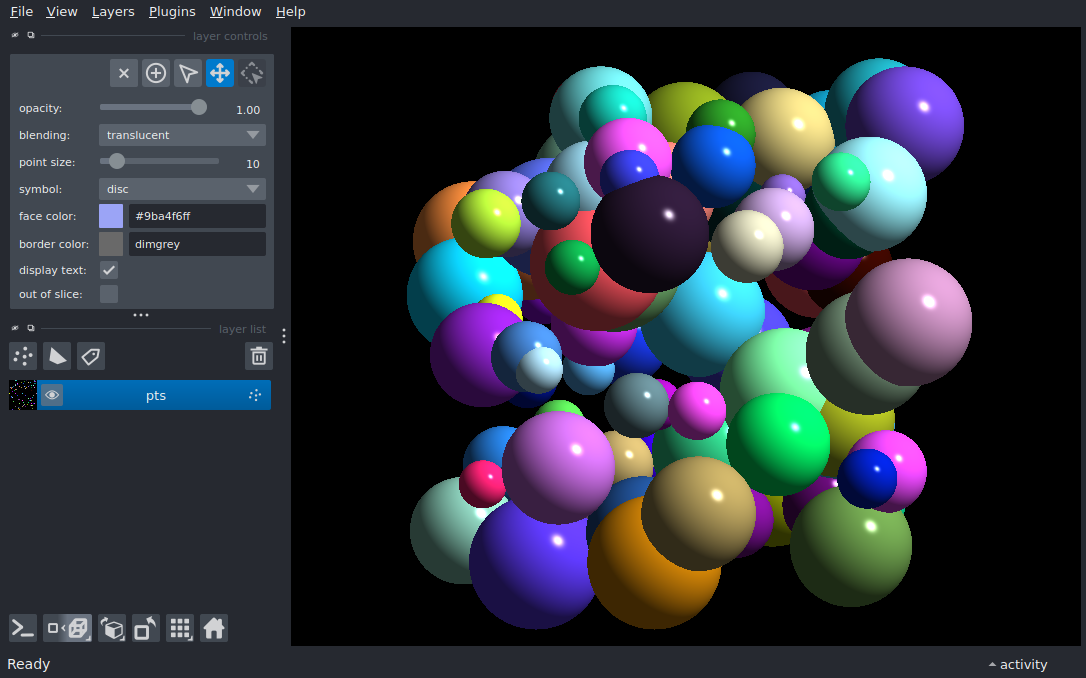 File View Layers Plugins Window Help
layer controls
opacity: 1.00
blending: translucent
point size: 10
symbol: disc
face color: #9ba4f6ff
border color: dimgrey
display text:
out of slice:
layer list
pts
Ready
activity